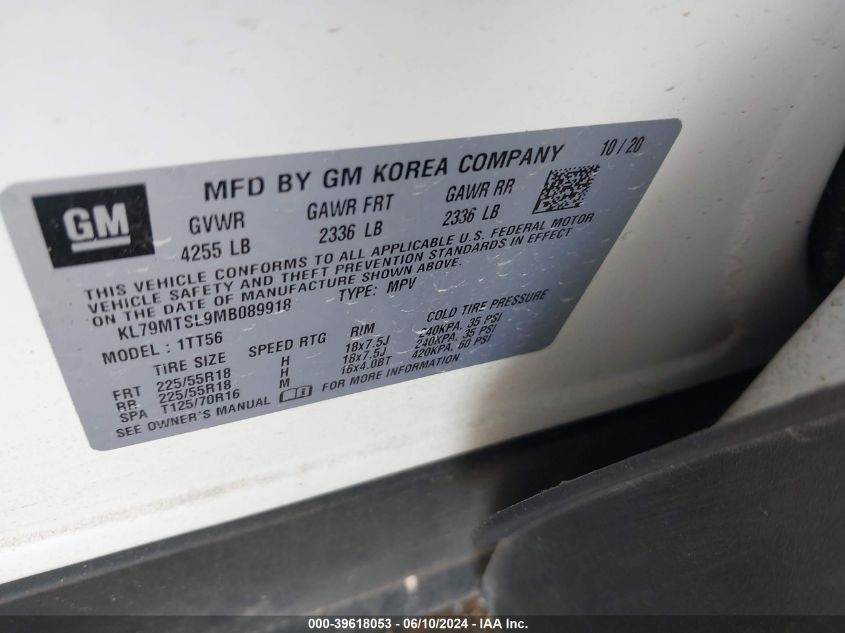 GM
MFD BY GM KOREA COMPANY 10/20
GVWR GAWR FRT GAWR RR
4255 LB 2336 LB 2336 LB
THIS VEHICLE CONFORMS TO ALL APPLICABLE U.S. FEDERAL MOTOR
VEHICLE SAFETY AND THEFT PREVENTION STANDARDS IN EFFECT
ON THE DATE OF MANUFACTURE SHOWN ABOVE.
KL79MTSL9MB089918 TYPE: MPV
MODEL: 1TT56
TIRE SIZE SPEED RTG RIM COLD TIRE PRESSURE
FRT 225/55R18 H 18x7.5J 240KPA, 35 PSI
RR 225/55R18 H 18x7.5J 240KPA, 35 PSI
SPA T125/70R16 M 16x4.0BT 420KPA, 60 PSI
SEE OWNER'S MANUAL FOR MORE INFORMATION
000-39618053 - 06/10/2024 - IAA Inc.